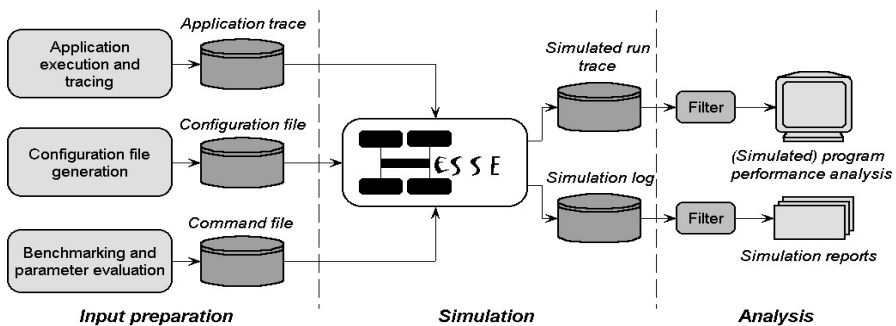 Application trace
Application
execution and
tracing
Configuration file
Configuration file
generation
Command file
Benchmarking and
parameter evaluation
Input preparation
ESSE
Simulation
Simulated run
trace
Simulation log
Filter
Filter
(Simulated) program
performance analysis
Simulation reports
Analysis